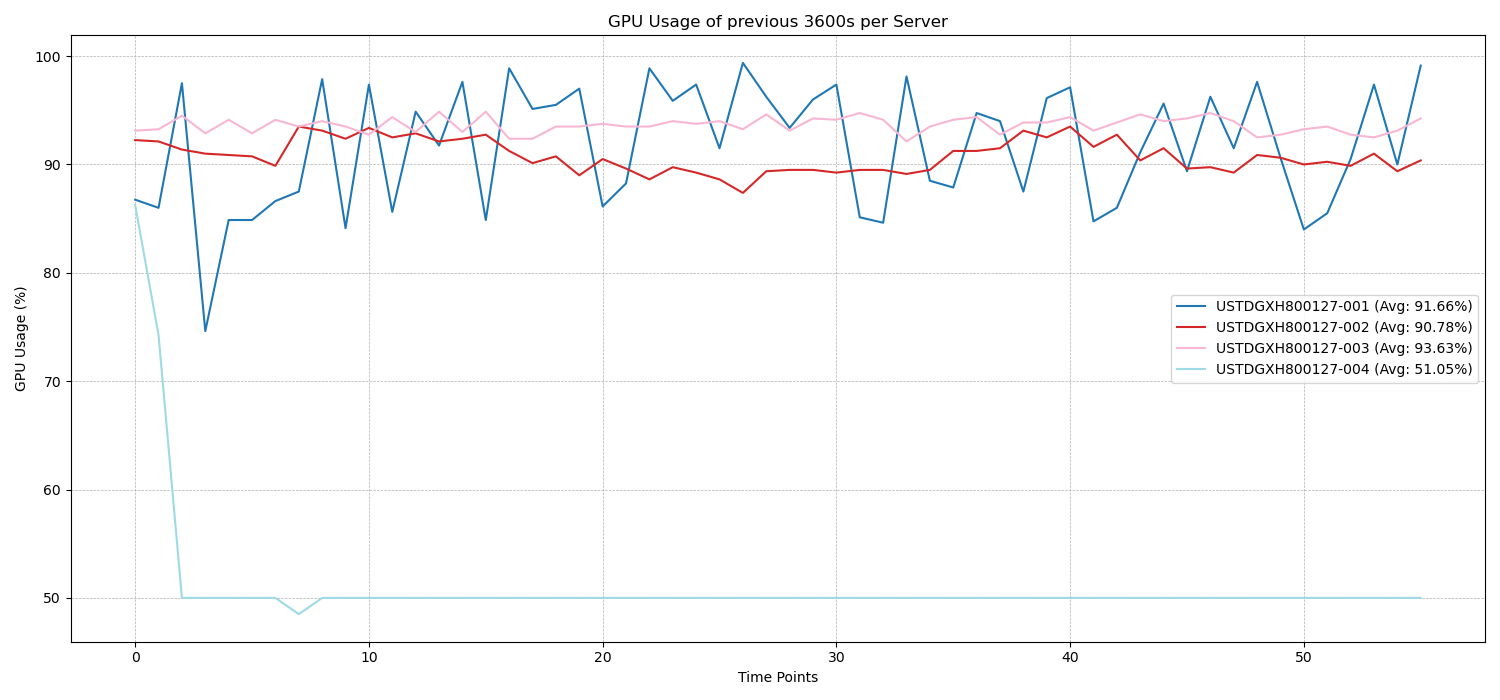 GPU Usage of previous 3600s per Server
100
90
80
70
60
50
GPU Usage (%)
USTDGXH800127-001 (Avg: 91.66%)
USTDGXH800127-002 (Avg: 90.78%)
USTDGXH800127-003 (Avg: 93.63%)
USTDGXH800127-004 (Avg: 51.05%)
0 10 20 30 40 50
Time Points